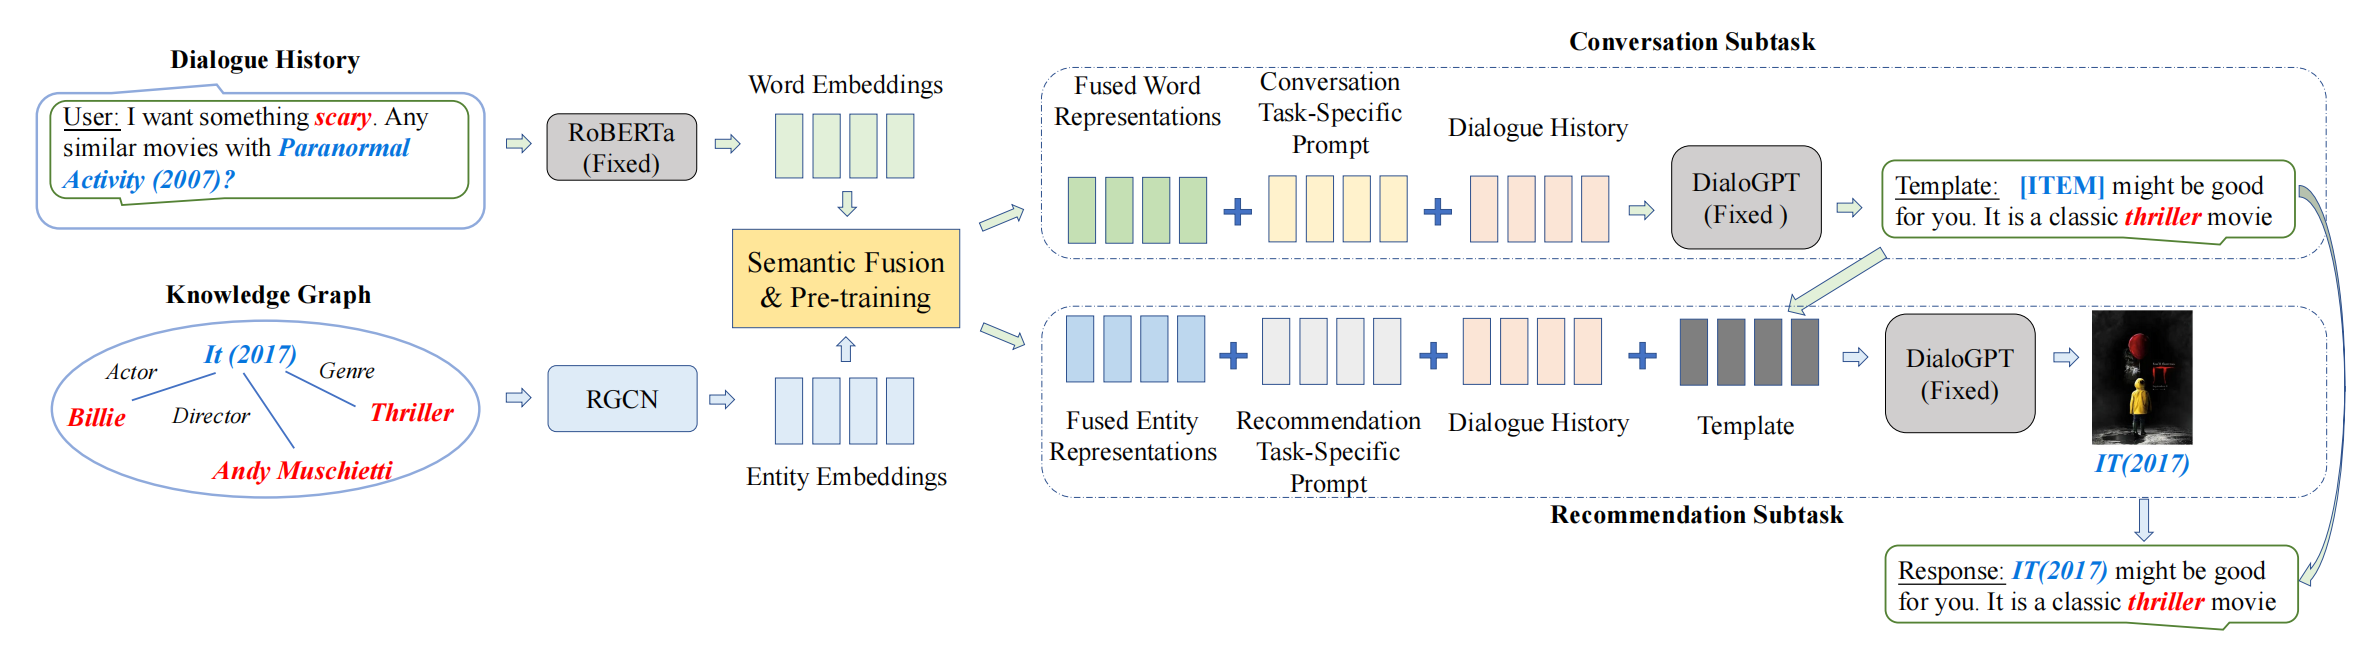 Dialogue History
User: I want something scary. Any
similar movies with Paranormal
Activity (2007)?
RoBERTa
(Fixed)
Word Embeddings
Knowledge Graph
It (2017)
Actor
Genre
Billie
Director
Thriller
Andy Muschietti
RGCN
Entity Embeddings
Semantic Fusion
& Pre-training
Conversation Subtask
Fused Word
Representations
Conversation
Task-Specific
Prompt
Dialogue History
DialoGPT
(Fixed )
Template: [ITEM] might be good
for you. It is a classic thriller movie
Fused Entity
Representations
Recommendation
Task-Specific
Prompt
Dialogue History
Template
DialoGPT
(Fixed)
IT(2017)
Recommendation Subtask
Response: IT(2017) might be good
for you. It is a classic thriller movie